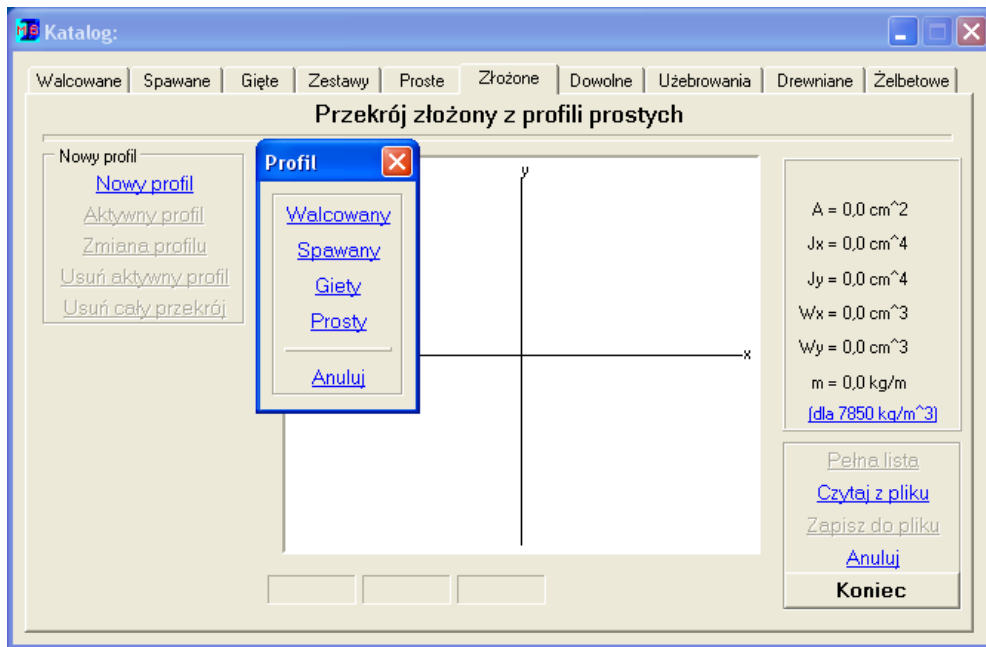 MB Katalog:
Walcowane Spawane Gięte Zestawy Proste Złożone Dowolne Użebrowania Drewniane Żelbetowe
Przekrój złożony z profili prostych
Nowy profil
Nowy profil
Aktywny profil
Zmiana profilu
Usuń aktywny profil
Usuń cały przekrój
Profil
Walcowany
Spawany
Giety
Prosty
Anuluj
y
x
A = 0,0 cm^2
Jx = 0,0 cm^4
Jy = 0,0 cm^4
Wx = 0,0 cm^3
Wy = 0,0 cm^3
m = 0,0 kg/m
(dla 7850 kg/m^3)
Pełna lista
Czytaj z pliku
Zapisz do pliku
Anuluj
Koniec